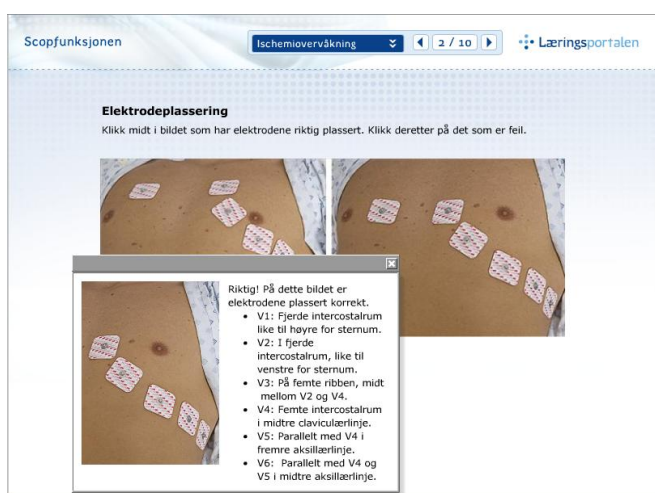 Scopfunksjonen
Ischemiovervåkning
2 / 10
Læringsportalen
Elektrodeplassering
Klikk midt i bildet som har elektrodene riktig plassert. Klikk deretter på det som er feil.
Riktig! På dette bildet er
elektrodene plassert korrekt.
• V1: Fjerde intercostalrum
like til høyre for sternum.
• V2: I fjerde
intercostalrum, like til
venstre for sternum.
• V3: På femte ribben, midt
mellom V2 og V4.
• V4: Femte intercostalrum
i midtre claviculærlinje.
• V5: Parallelt med V4 i
fremre aksillærlinje.
• V6: Parallelt med V4 og
V5 i midtre aksillærlinje.